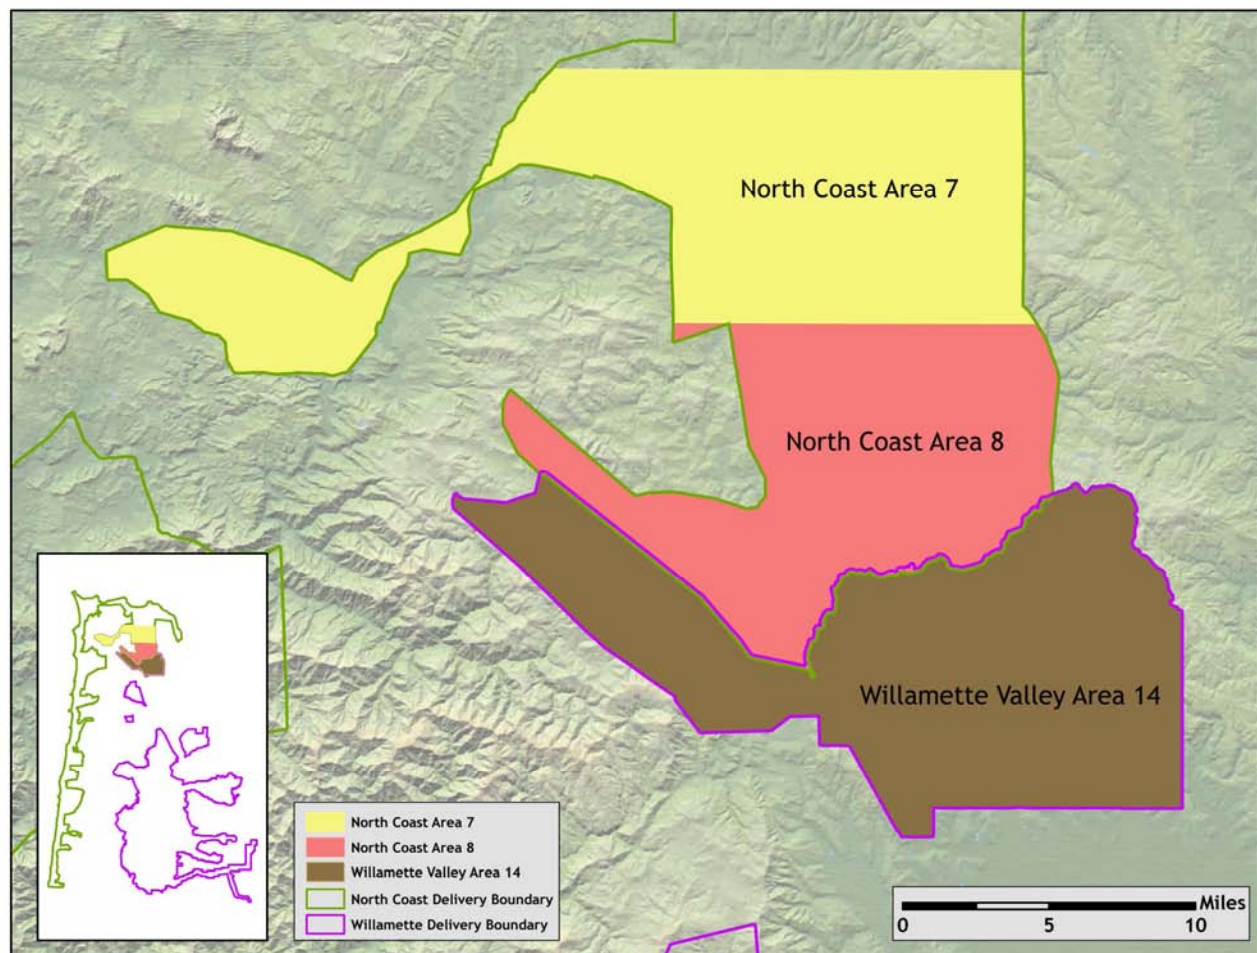 North Coast Area 7
North Coast Area 8
Willamette Valley Area 14
North Coast Area 7
North Coast Area 8
Willamette Valley Area 14
North Coast Delivery Boundary
Willamette Delivery Boundary
Miles
0 5 10